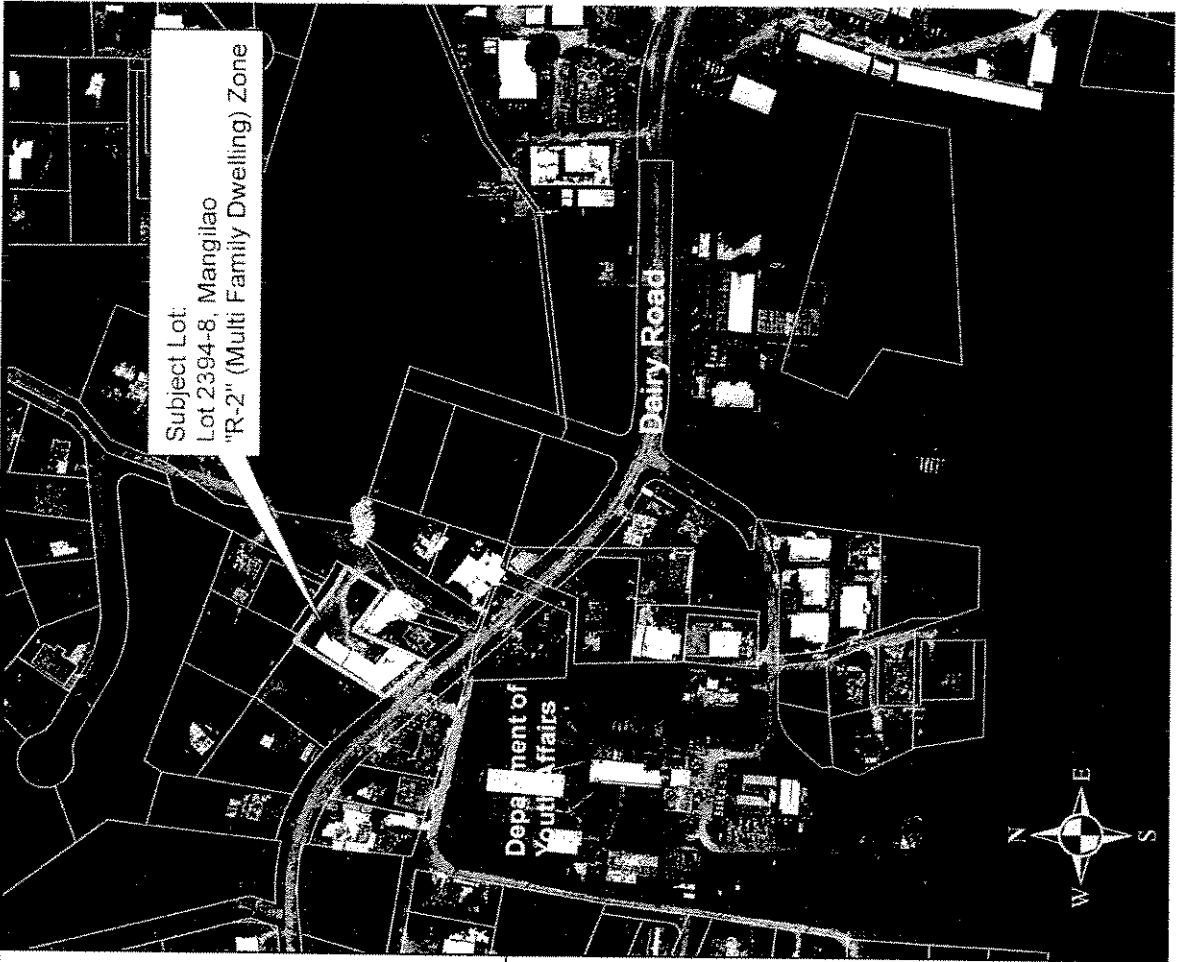 Subject Lot:
Lot 2394-8, Mangilao
"R-2" (Multi Family Dwelling) Zone
Dairy Road
Department of
Youth Affairs
N
W
E
S